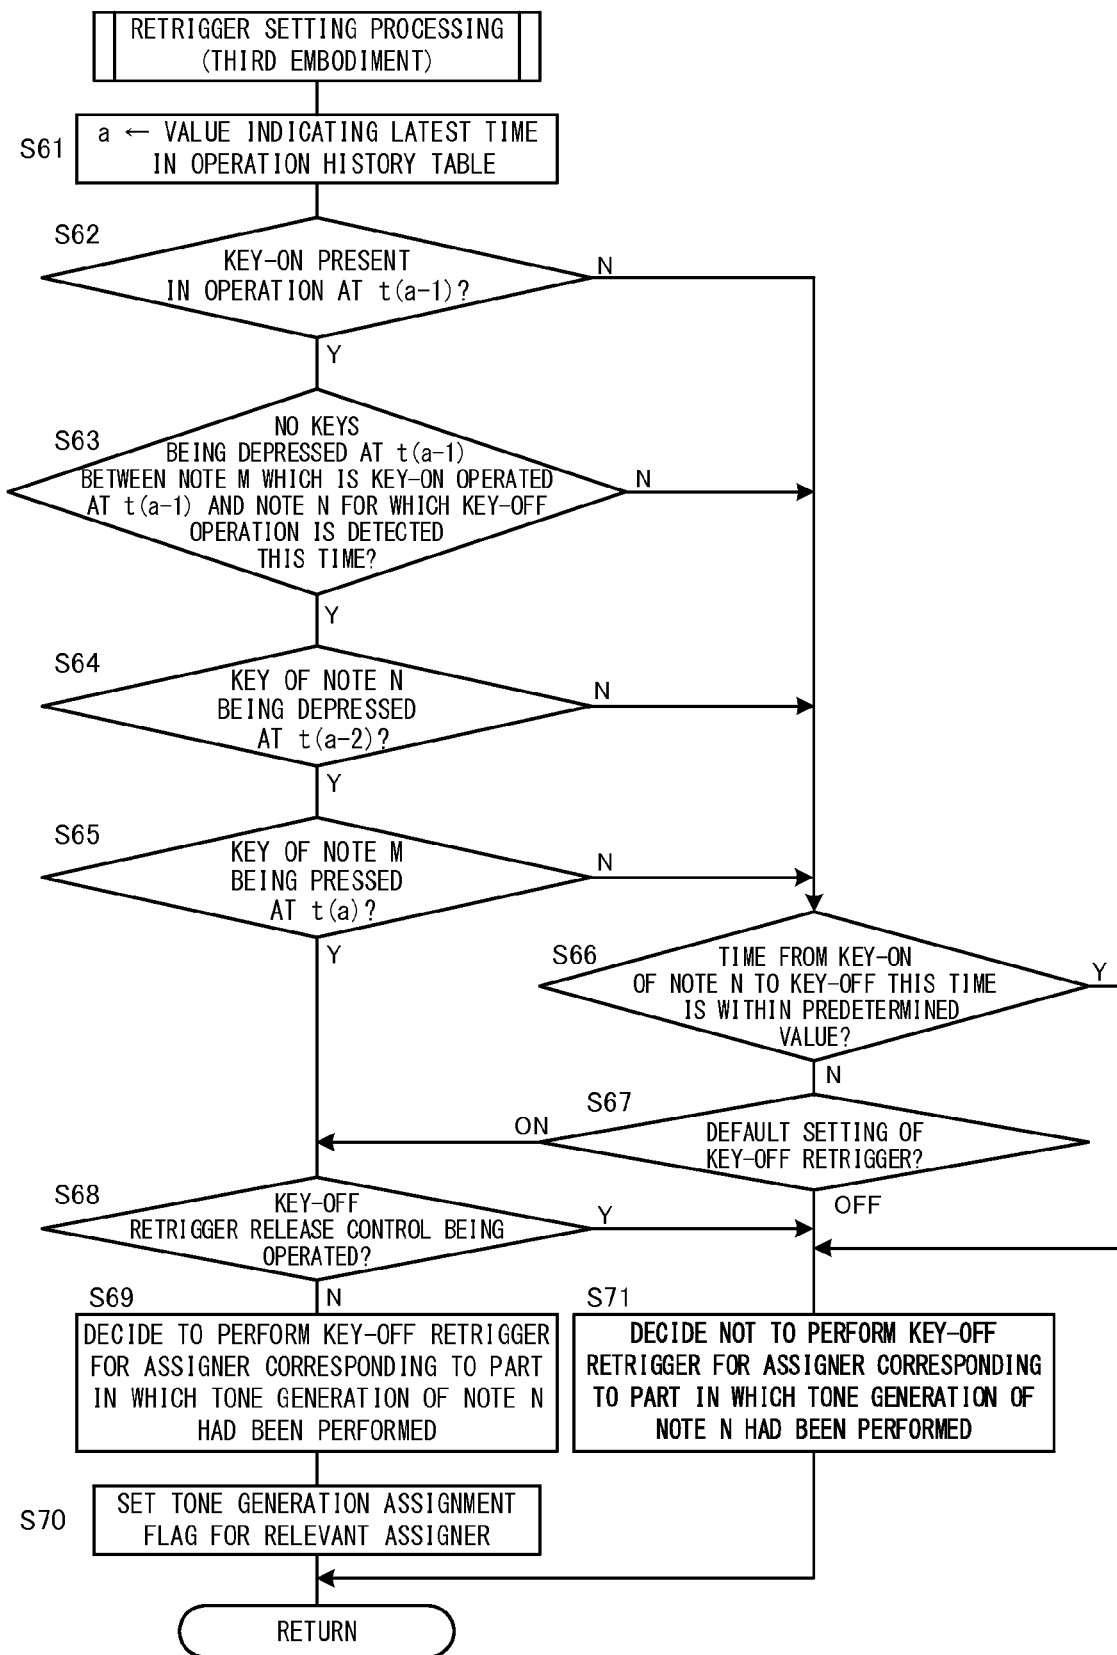 RETRIGGER SETTING PROCESSING
(THIRD EMBODIMENT)
S61
a ← VALUE INDICATING LATEST TIME
IN OPERATION HISTORY TABLE
S62
KEY-ON PRESENT
IN OPERATION AT t(a-1)?
N
Y
S63
NO KEYS
BEING DEPRESSED AT t(a-1)
BETWEEN NOTE M WHICH IS KEY-ON OPERATED
AT t(a-1) AND NOTE N FOR WHICH KEY-OFF
OPERATION IS DETECTED
THIS TIME?
N
Y
S64
KEY OF NOTE N
BEING DEPRESSED
AT t(a-2)?
N
Y
S65
KEY OF NOTE M
BEING PRESSED
AT t(a)?
N
Y
S66
TIME FROM KEY-ON
OF NOTE N TO KEY-OFF THIS TIME
IS WITHIN PREDETERMINED
VALUE?
Y
N
S67
DEFAULT SETTING OF
KEY-OFF RETRIGGER?
ON
OFF
S68
KEY-OFF
RETRIGGER RELEASE CONTROL BEING
OPERATED?
Y
N
S69
DECIDE TO PERFORM KEY-OFF RETRIGGER
FOR ASSIGNER CORRESPONDING TO PART
IN WHICH TONE GENERATION OF NOTE N
HAD BEEN PERFORMED
S71
DECIDE NOT TO PERFORM KEY-OFF
RETRIGGER FOR ASSIGNER CORRESPONDING
TO PART IN WHICH TONE GENERATION OF
NOTE N HAD BEEN PERFORMED
S70
SET TONE GENERATION ASSIGNMENT
FLAG FOR RELEVANT ASSIGNER
RETURN